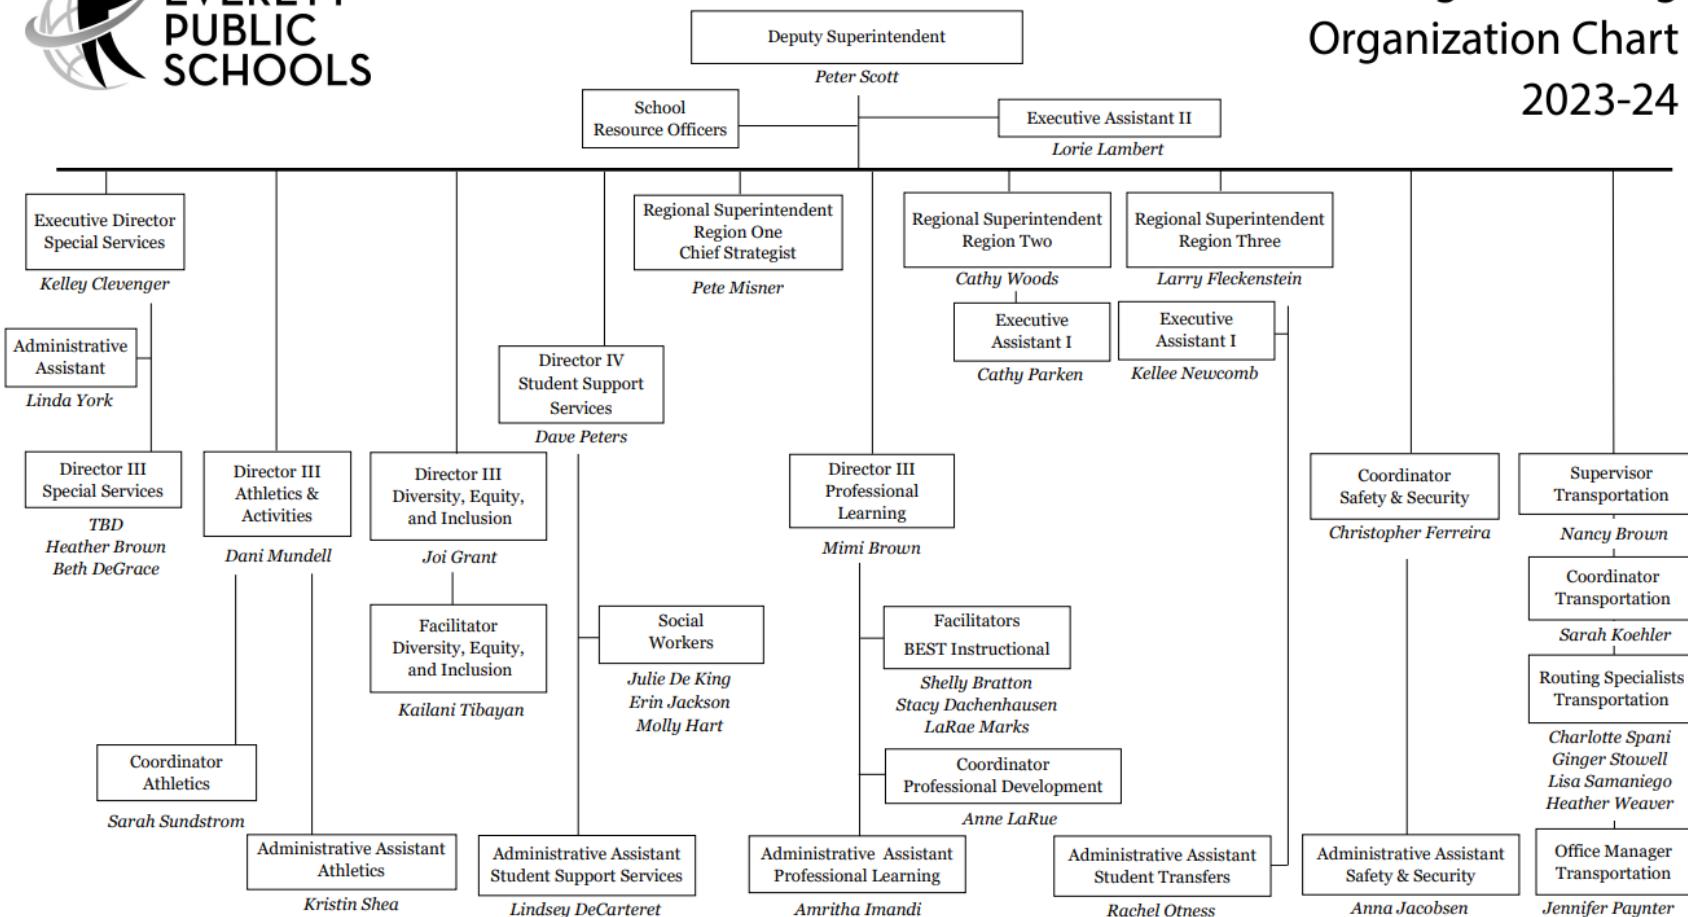 PUBLIC
SCHOOLS
Organization Chart
2023-24
Deputy Superintendent
Peter Scott
School
Resource Officers
Executive Assistant II
Lorie Lambert
Executive Director
Special Services
Kelley Clevenger
Administrative
Assistant
Linda York
Director III
Special Services
TBD
Heather Brown
Beth DeGrace
Director III
Athletics &
Activities
Dani Mundell
Coordinator
Athletics
Sarah Sundstrom
Administrative Assistant
Athletics
Kristin Shea
Director III
Diversity, Equity,
and Inclusion
Joi Grant
Facilitator
Diversity, Equity,
and Inclusion
Kailani Tibayan
Director IV
Student Support
Services
Dave Peters
Social
Workers
Julie De King
Erin Jackson
Molly Hart
Administrative Assistant
Student Support Services
Lindsey DeCarteret
Regional Superintendent
Region One
Chief Strategist
Pete Misner
Director III
Professional
Learning
Mimi Brown
Facilitators
BEST Instructional
Shelly Bratton
Stacy Dachenhausen
LaRae Marks
Coordinator
Professional Development
Anne LaRue
Administrative Assistant
Professional Learning
Amritha Imandi
Regional Superintendent
Region Two
Cathy Woods
Executive
Assistant I
Cathy Parken
Regional Superintendent
Region Three
Larry Fleckenstein
Executive
Assistant I
Kellee Newcomb
Administrative Assistant
Student Transfers
Rachel Otness
Coordinator
Safety & Security
Christopher Ferreira
Administrative Assistant
Safety & Security
Anna Jacobsen
Supervisor
Transportation
Nancy Brown
Coordinator
Transportation
Sarah Koehler
Routing Specialists
Transportation
Charlotte Spani
Ginger Stowell
Lisa Samaniego
Heather Weaver
Office Manager
Transportation
Jennifer Paynter